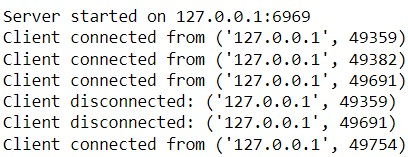 Server started on 127.0.0.1:6969
Client connected from ('127.0.0.1', 49359)
Client connected from ('127.0.0.1', 49382)
Client connected from ('127.0.0.1', 49691)
Client disconnected: ('127.0.0.1', 49359)
Client disconnected: ('127.0.0.1', 49691)
Client connected from ('127.0.0.1', 49754)